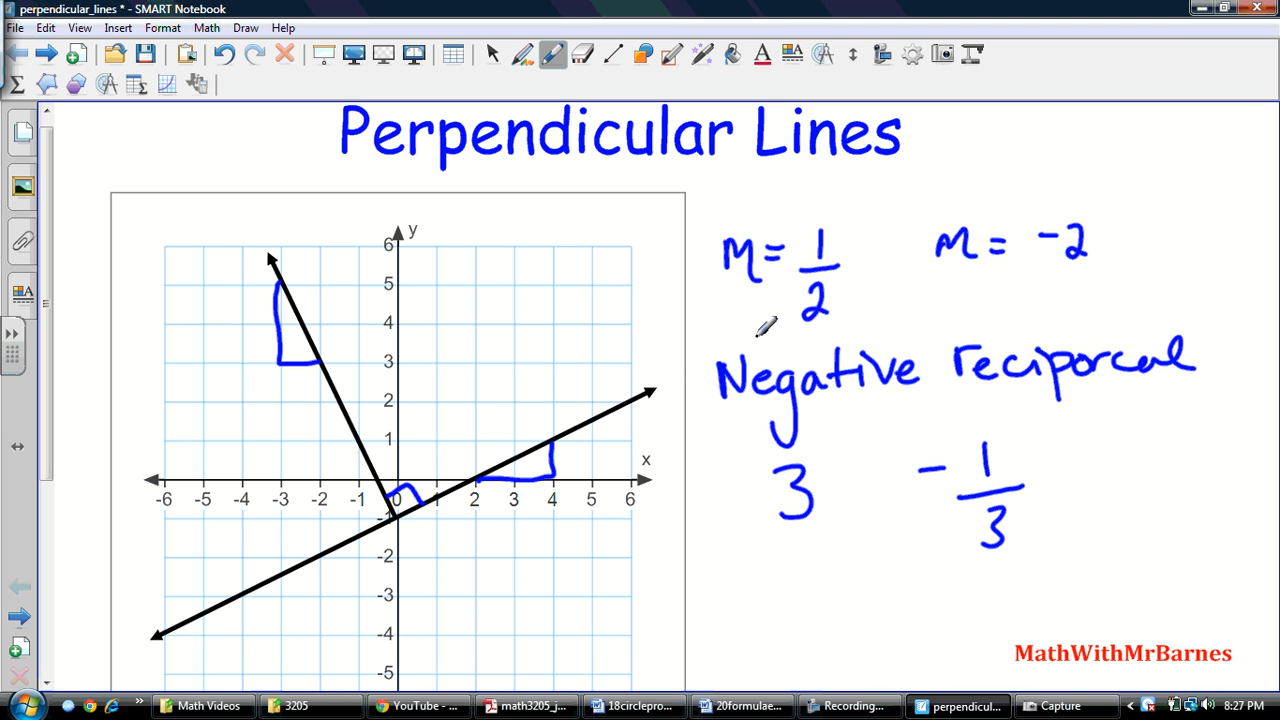 perpendicular_lines * - SMART Notebook
File Edit View Insert Format Math Draw Help
Perpendicular Lines
y
6
5
4
3
2
1
x
-6 -5 -4 -3 -2 -1 0 1 2 3 4 5 6
-1
-2
-3
-4
-5
M = 1/2 M = -2
Negative reciporcal
3 - 1/3
MathWithMrBarnes
Math Videos 3205 YouTube - ... math3205_j... 18circlepro... 20formulae... Recording... perpendicul... Capture 8:27 PM